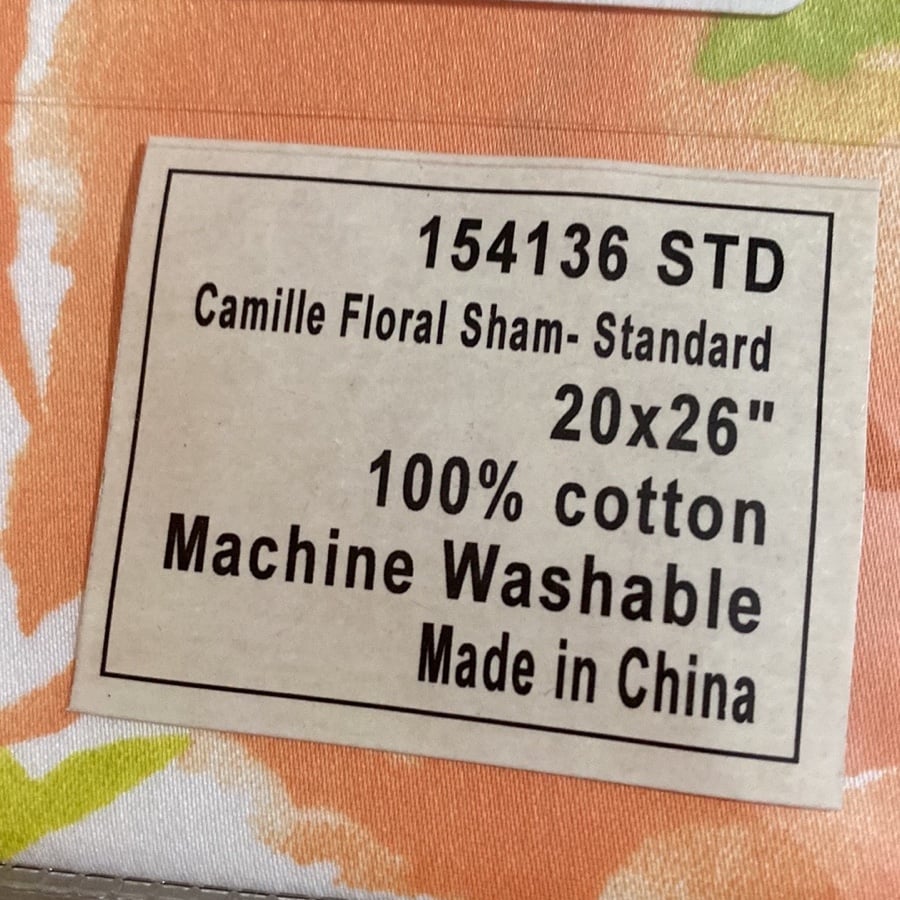 154136 STD
Camille Floral Sham- Standard
20x26"
100% cotton
Machine Washable
Made in China